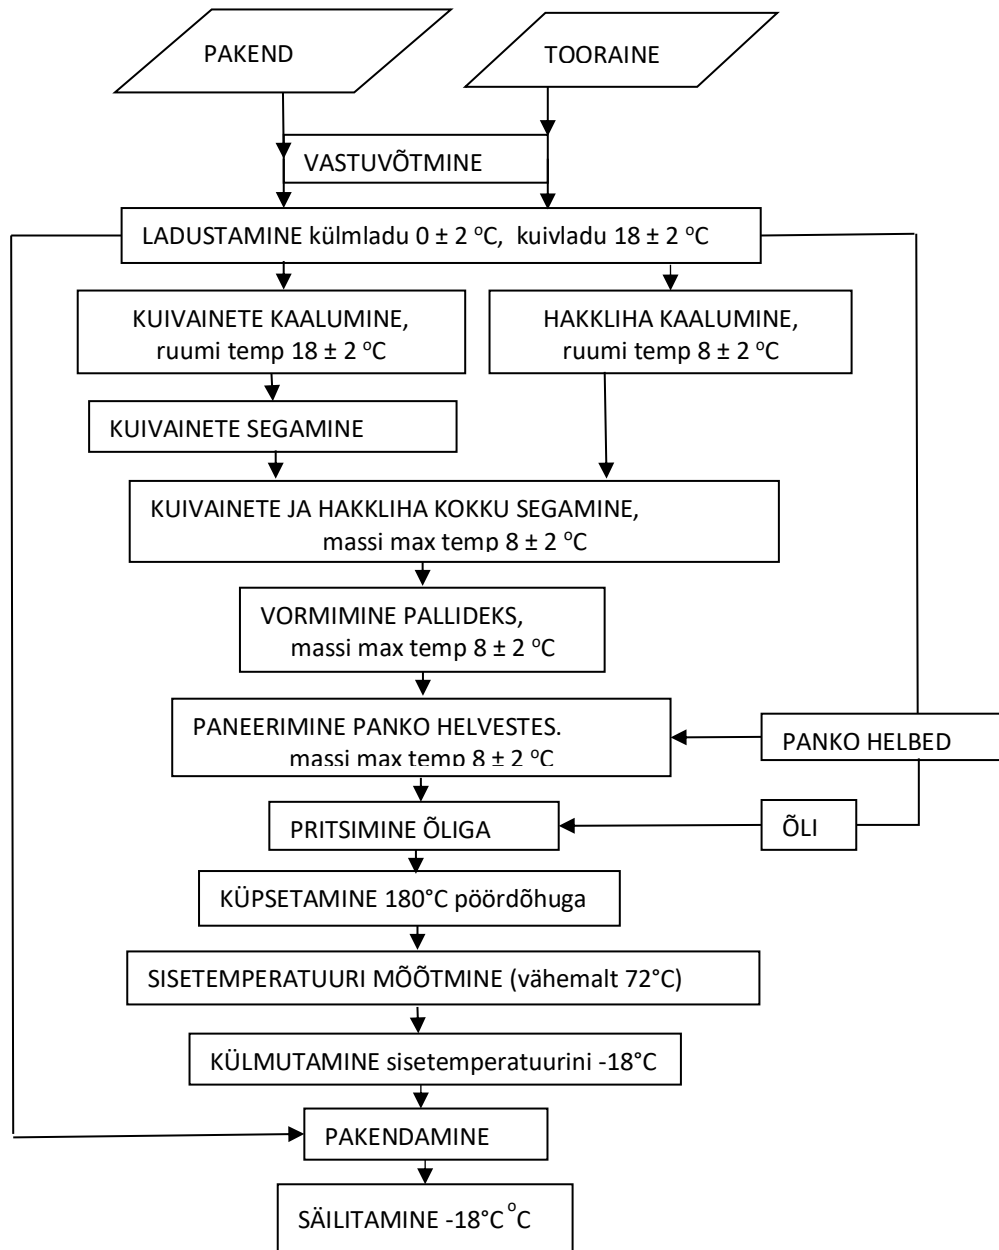 PAKEND
TOORAINE
VASTUVÕTMINE
LADUSTAMINE külmladu 0 ± 2 °C, kuivladu 18 ± 2 °C
KUIVAINETE KAALUMINE,
ruumi temp 18 ± 2 °C
HAKKLIHA KAALUMINE,
ruumi temp 8 ± 2 °C
KUIVAINETE SEGAMINE
KUIVAINETE JA HAKKLIHA KOKKU SEGAMINE,
massi max temp 8 ± 2 °C
VORMIMINE PALLIDEKS,
massi max temp 8 ± 2 °C
PANEERIMINE PANKO HELVESTES.
massi max temp 8 ± 2 °C
PANKO HELBED
PRITSIMINE ÕLIGA
ÕLI
KÜPSETAMINE 180°C pöördõhuga
SISETEMPERATUURI MÕÕTMINE (vähemalt 72°C)
KÜLMUTAMINE sisetemperatuurini -18°C
PAKENDAMINE
SÄILITAMINE -18°C °C